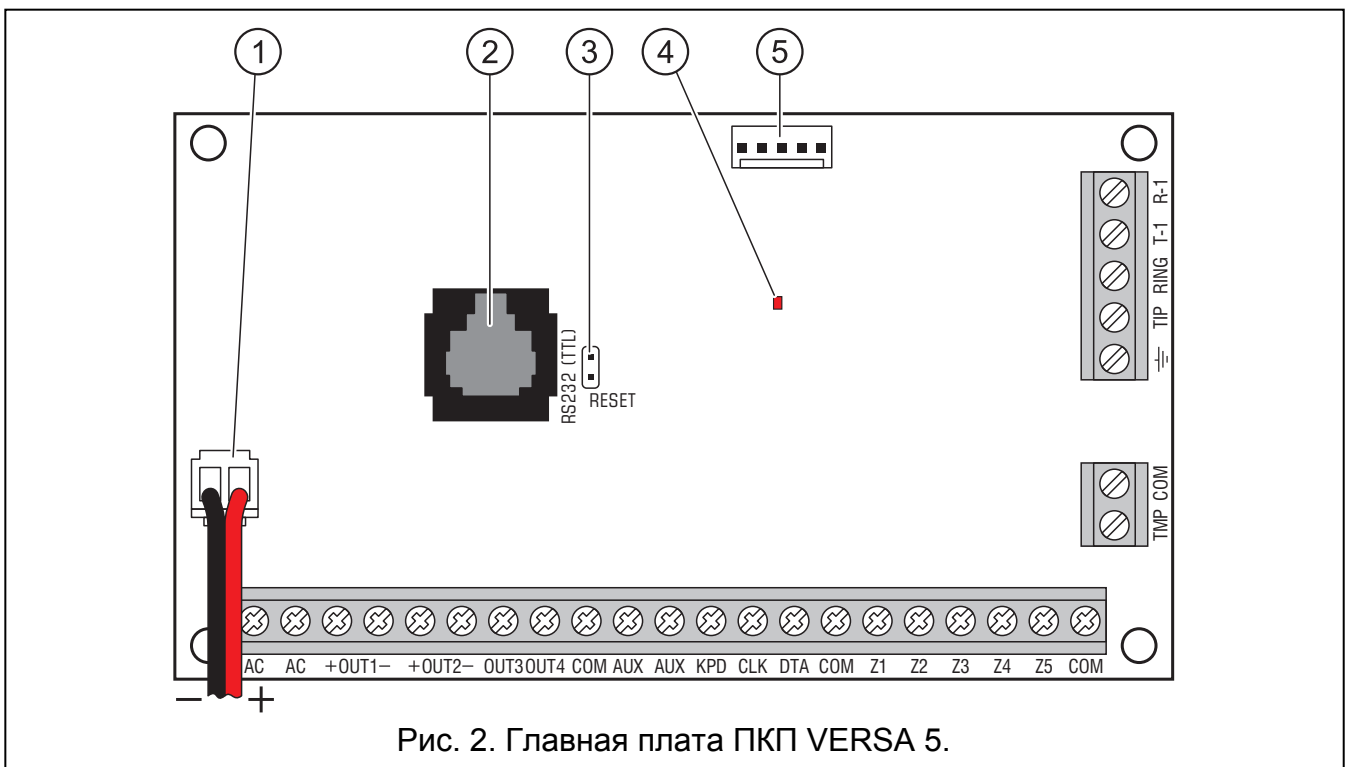 1 2 3 4 5
R-1
T-1
RING
TIP
RS232 (TTL)
RESET
COM
TMP
AC AC +OUT1− +OUT2− OUT3 OUT4 COM AUX AUX KPD CLK DTA COM Z1 Z2 Z3 Z4 Z5 COM
− +
Рис. 2. Главная плата ПКП VERSA 5.